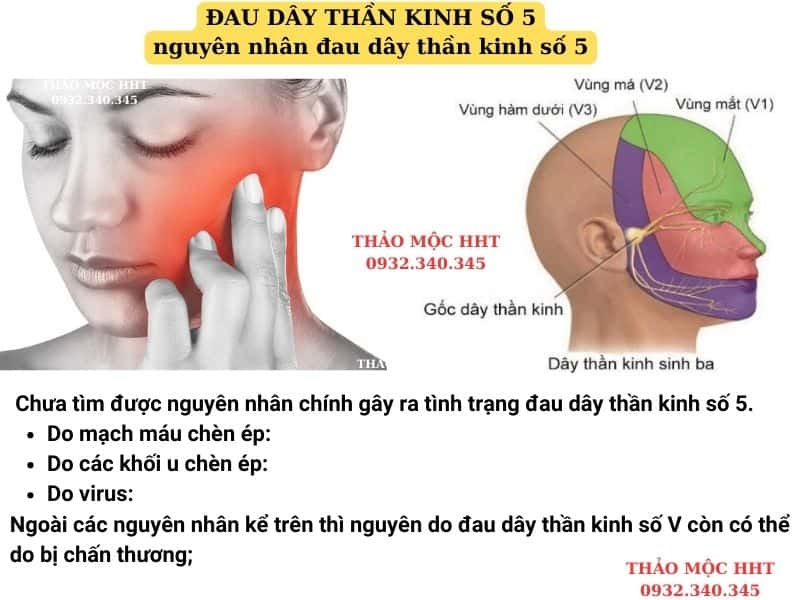 ĐAU DÂY THẦN KINH SỐ 5
nguyên nhân đau dây thần kinh số 5
THẢO MỘC HHT
0932.340.345
Vùng má (V2)
Vùng hàm dưới (V3)
Vùng mắt (V1)
THẢO MỘC HHT
0932.340.345
Gốc dây thần kinh
THẢ
Dây thần kinh sinh ba
Chưa tìm được nguyên nhân chính gây ra tình trạng đau dây thần kinh số 5.
• Do mạch máu chèn ép:
• Do các khối u chèn ép:
• Do virus:
Ngoài các nguyên nhân kể trên thì nguyên do đau dây thần kinh số V còn có thể
do bị chấn thương;
THẢO MỘC HHT
0932.340.345